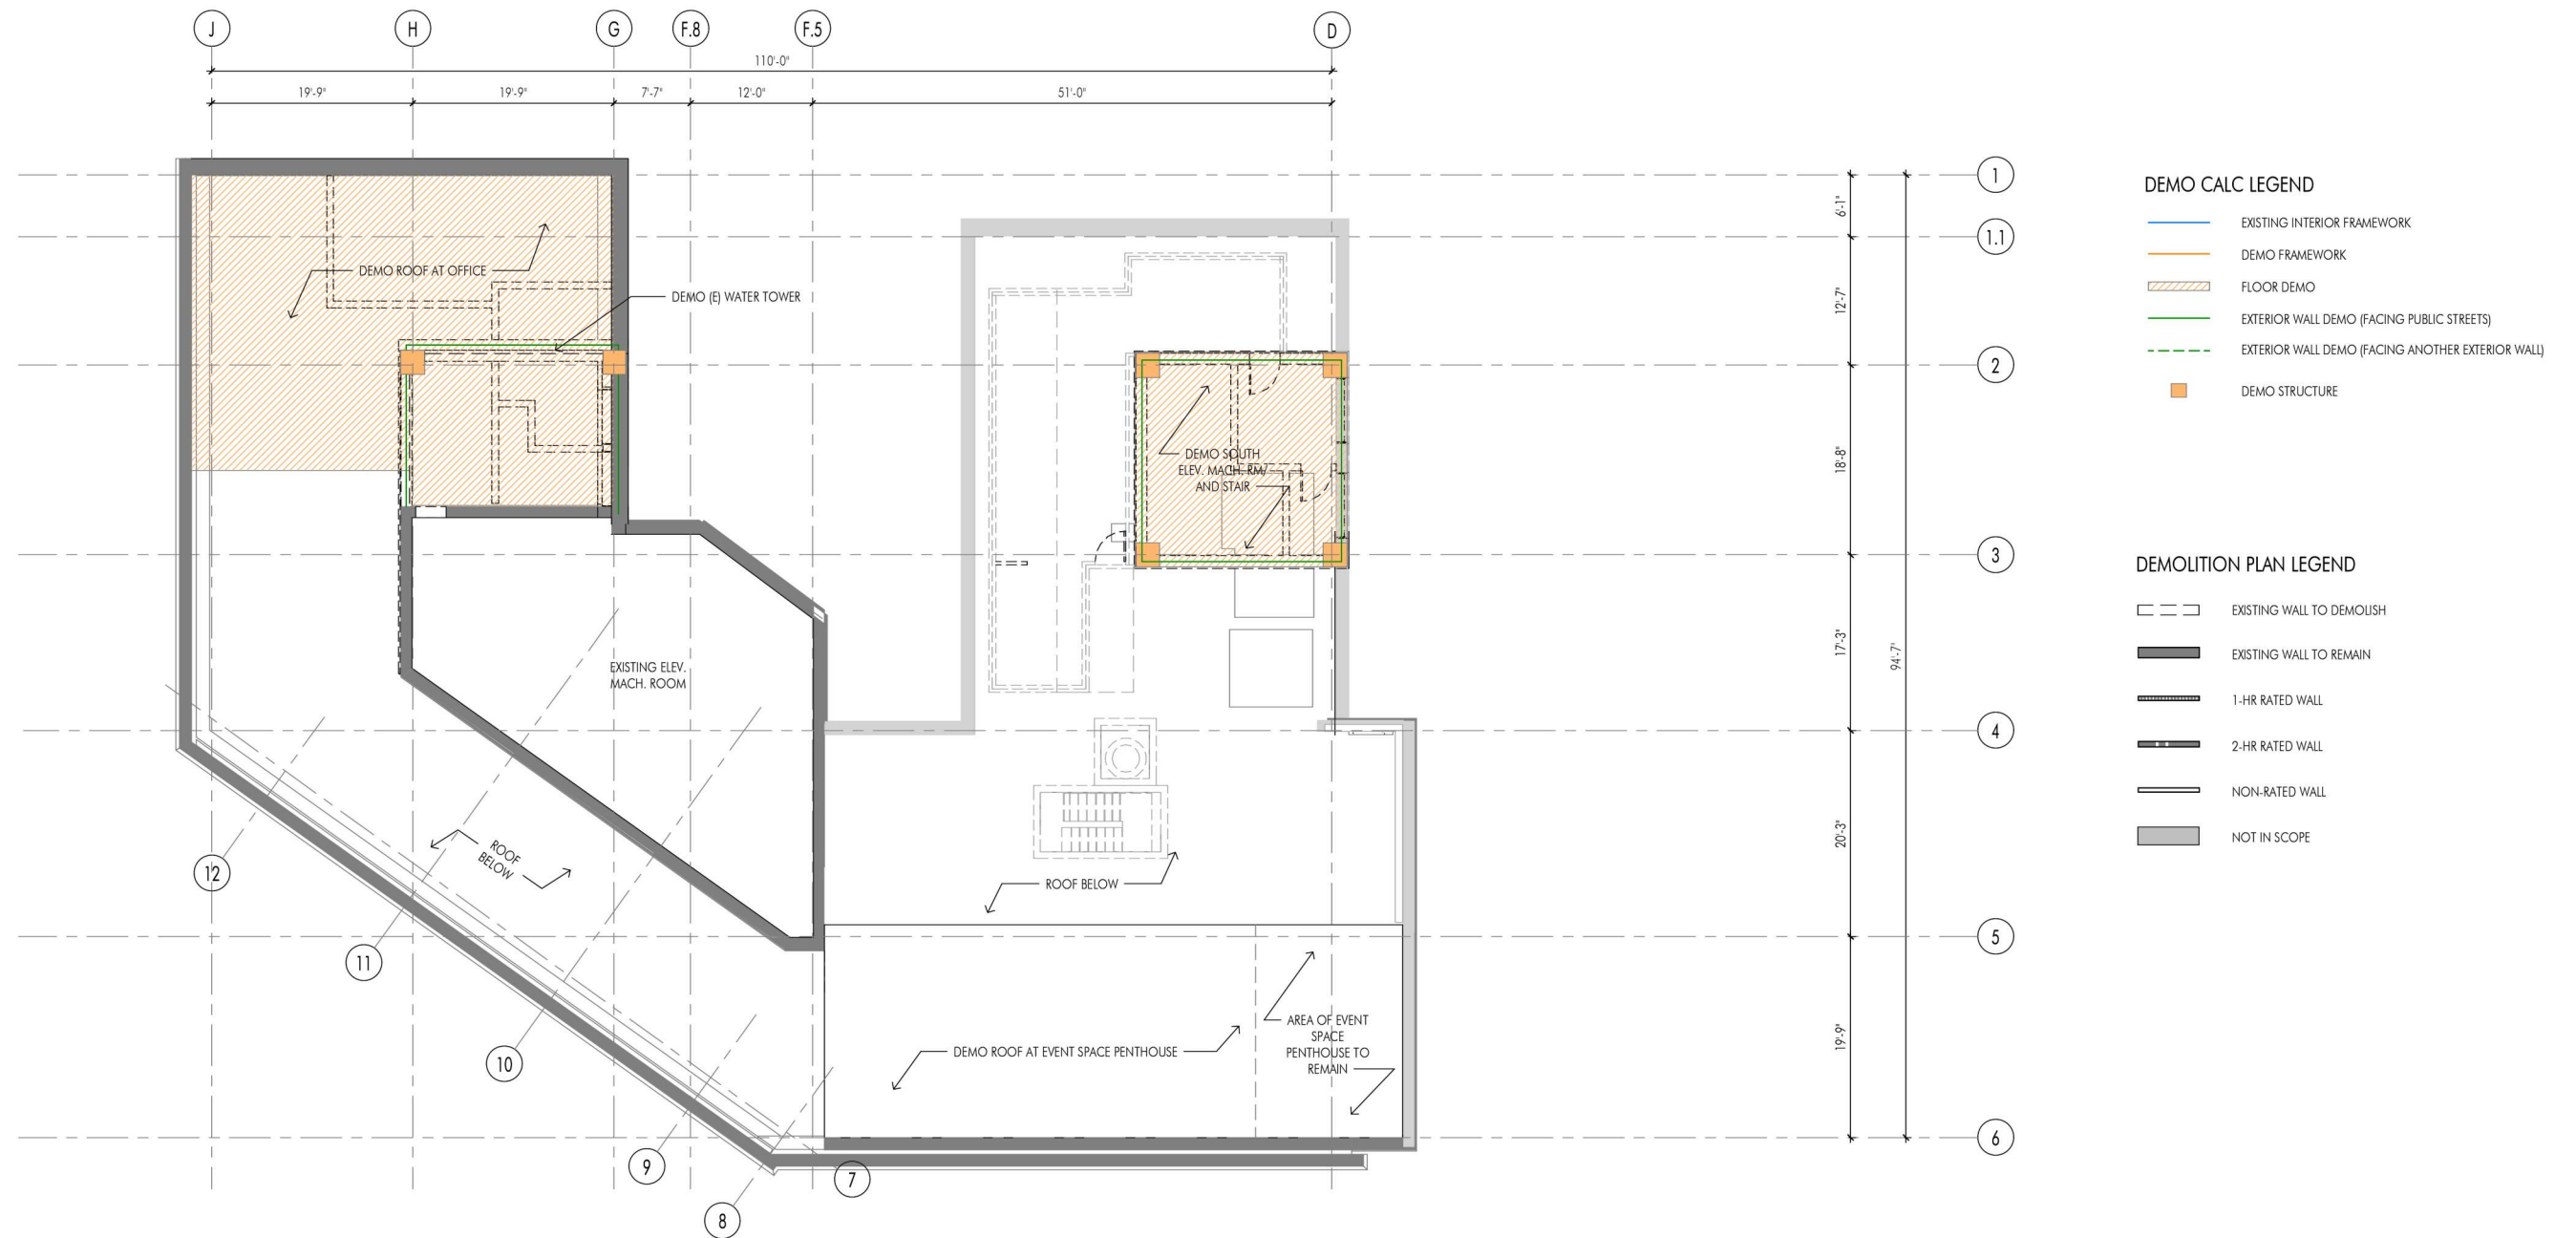 J
H
G
F.8
F.5
D
110'-0"
19'-9"
19'-9"
7'-7"
12'-0"
51'-0"
1
6'-1"
1.1
12'-7"
2
18'-8"
3
17'-3"
94'-7"
4
20'-3"
5
19'-9"
6
DEMO ROOF AT OFFICE
DEMO (E) WATER TOWER
DEMO SOUTH
ELEV. MACH. RM/
AND STAIR
EXISTING ELEV.
MACH. ROOM
ROOF
BELOW
ROOF BELOW
DEMO ROOF AT EVENT SPACE PENTHOUSE
AREA OF EVENT
SPACE
PENTHOUSE TO
REMAIN
12
11
10
9
8
7
DEMO CALC LEGEND
EXISTING INTERIOR FRAMEWORK
DEMO FRAMEWORK
FLOOR DEMO
EXTERIOR WALL DEMO (FACING PUBLIC STREETS)
EXTERIOR WALL DEMO (FACING ANOTHER EXTERIOR WALL)
DEMO STRUCTURE
DEMOLITION PLAN LEGEND
EXISTING WALL TO DEMOLISH
EXISTING WALL TO REMAIN
1-HR RATED WALL
2-HR RATED WALL
NON-RATED WALL
NOT IN SCOPE